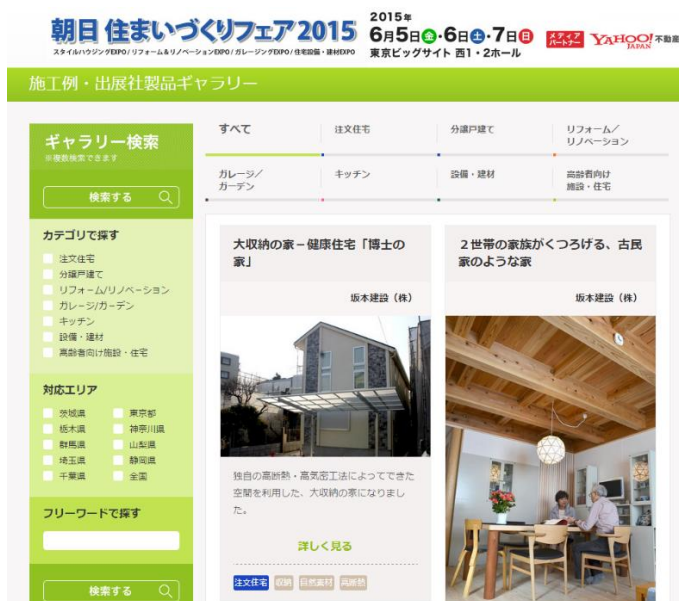 朝日 住まいづくりフェア 2015
スタイルハウジングEXPO / リフォーム&リノベーションEXPO / ガレージングEXPO / 住宅設備・建材EXPO
2015年
6月5日金・6日土・7日日
東京ビッグサイト 西1・2ホール
メディアパートナー
YAHOO! JAPAN 不動産
施工例・出展社製品ギャラリー
ギャラリー検索
※複数検索できます
検索する
カテゴリで探す
注文住宅
分譲戸建て
リフォーム/リノベーション
ガレージ/ガーデン
キッチン
設備・建材
高齢者向け施設・住宅
対応エリア
茨城県 東京都
栃木県 神奈川県
群馬県 山梨県
埼玉県 静岡県
千葉県 全国
フリーワードで探す
検索する
すべて 注文住宅 分譲戸建て リフォーム/
リノベーション
ガレージ/
ガーデン
キッチン 設備・建材 高齢者向け
施設・住宅
大収納の家－健康住宅「博士の
家」
坂本建設(株)
独自の高断熱・高気密工法によってできた
空間を利用した、大収納の家になりまし
た。
詳しく見る
注文住宅 収納 自然素材 高断熱
2世帯の家族がくつろげる、古民
家のような家
坂本建設(株)